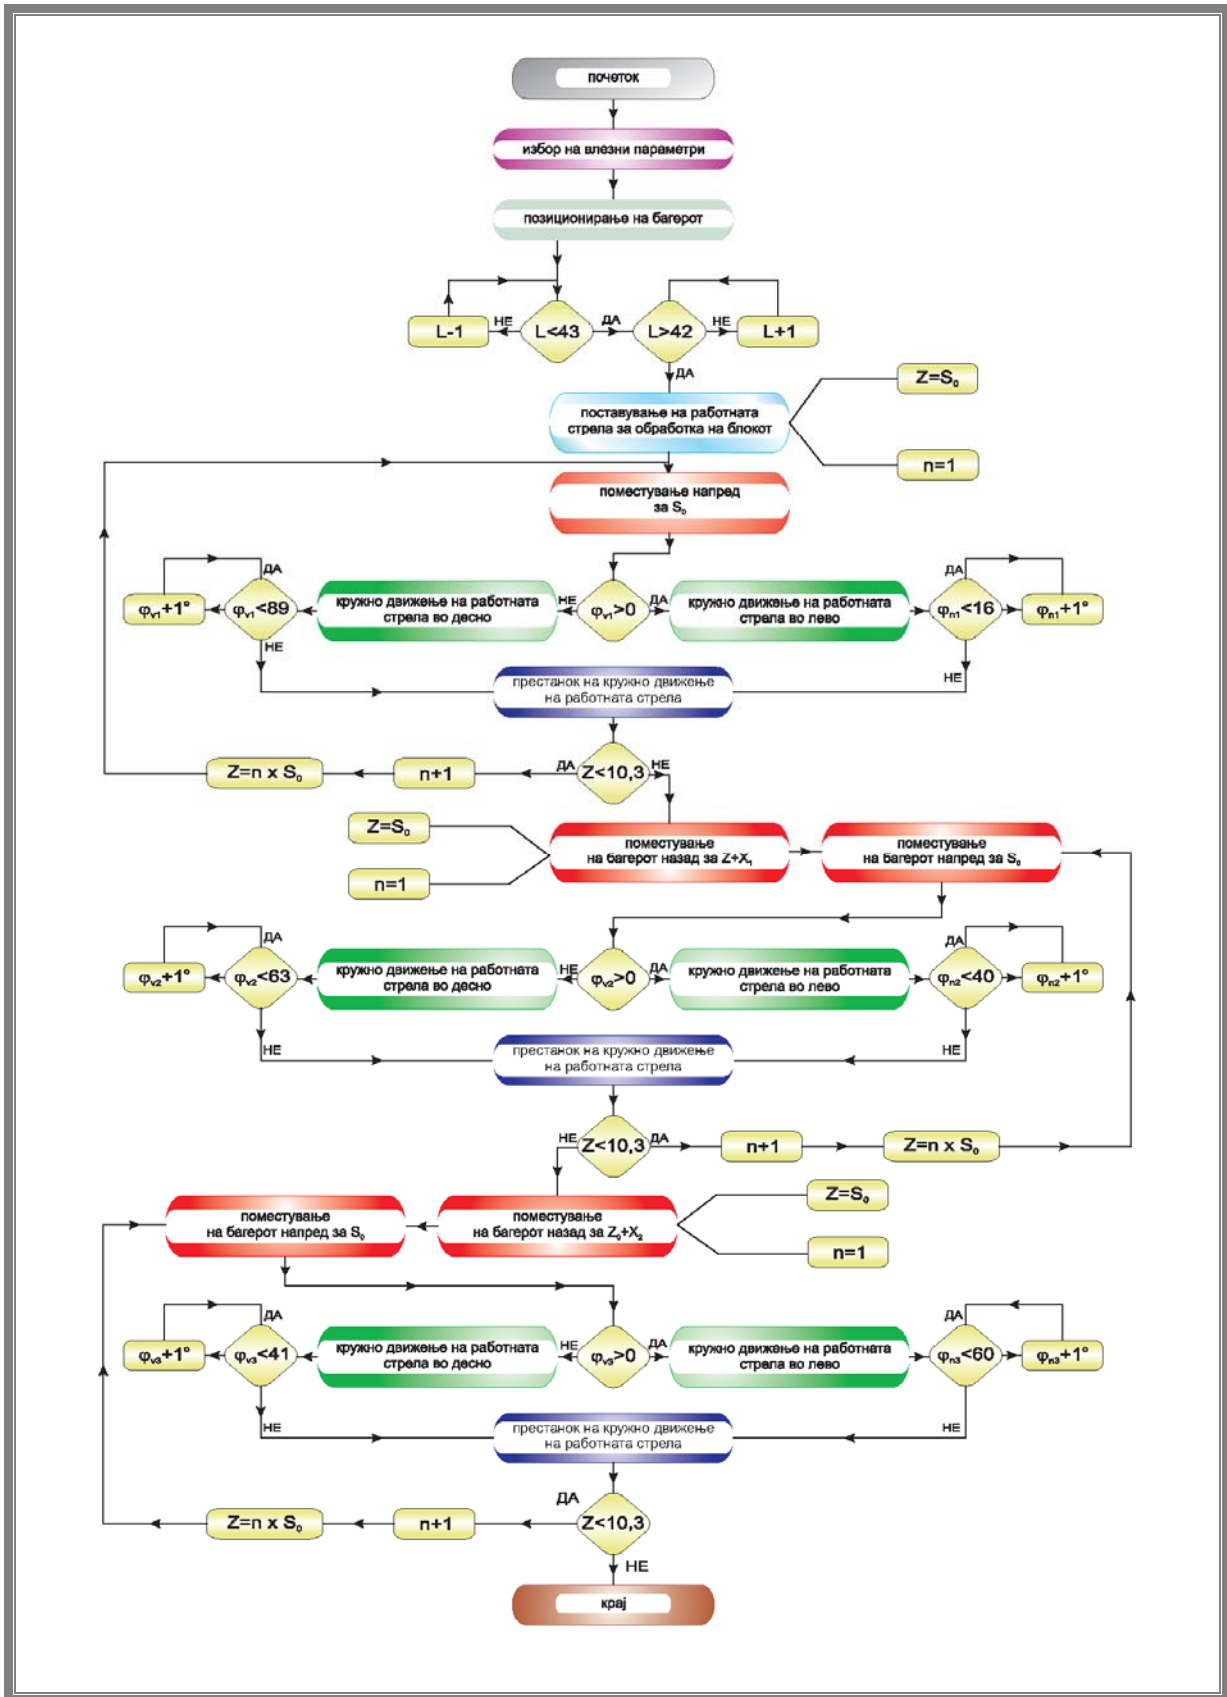 почеток
избор на влезни параметри
позиционирање на багерот
L-1
НЕ
L<43
ДА
L>42
НЕ
L+1
ДА
Z=S₀
поставување на работната
стрела за обработка на блокот
n=1
поместување напред
за S₀
ДА
φᵥ₁+1°
φᵥ₁<89
кружно движење на работната
стрела во десно
НЕ
φᵥ₁>0
ДА
кружно движење на работната
стрела во лево
ДА
φₙ₁<16
φₙ₁+1°
НЕ
НЕ
престанок на кружно движење
на работната стрела
Z=n x S₀
n+1
ДА
Z<10,3
НЕ
Z=S₀
n=1
поместување
на багерот назад за Z+X₁
поместување
на багерот напред за S₀
ДА
φᵥ₂+1°
φᵥ₂<63
кружно движење на работната
стрела во десно
НЕ
φᵥ₂>0
ДА
кружно движење на работната
стрела во лево
ДА
φₙ₂<40
φₙ₂+1°
НЕ
НЕ
престанок на кружно движење
на работната стрела
НЕ
Z<10,3
ДА
n+1
Z=n x S₀
поместување
на багерот напред за S₀
поместување
на багерот назад за Z₀+X₂
Z=S₀
n=1
ДА
φᵥ₃+1°
φᵥ₃<41
кружно движење на работната
стрела во десно
НЕ
φᵥ₃>0
ДА
кружно движење на работната
стрела во лево
ДА
φₙ₃<60
φₙ₃+1°
НЕ
НЕ
престанок на кружно движење
на работната стрела
Z=n x S₀
n+1
ДА
Z<10,3
НЕ
крај